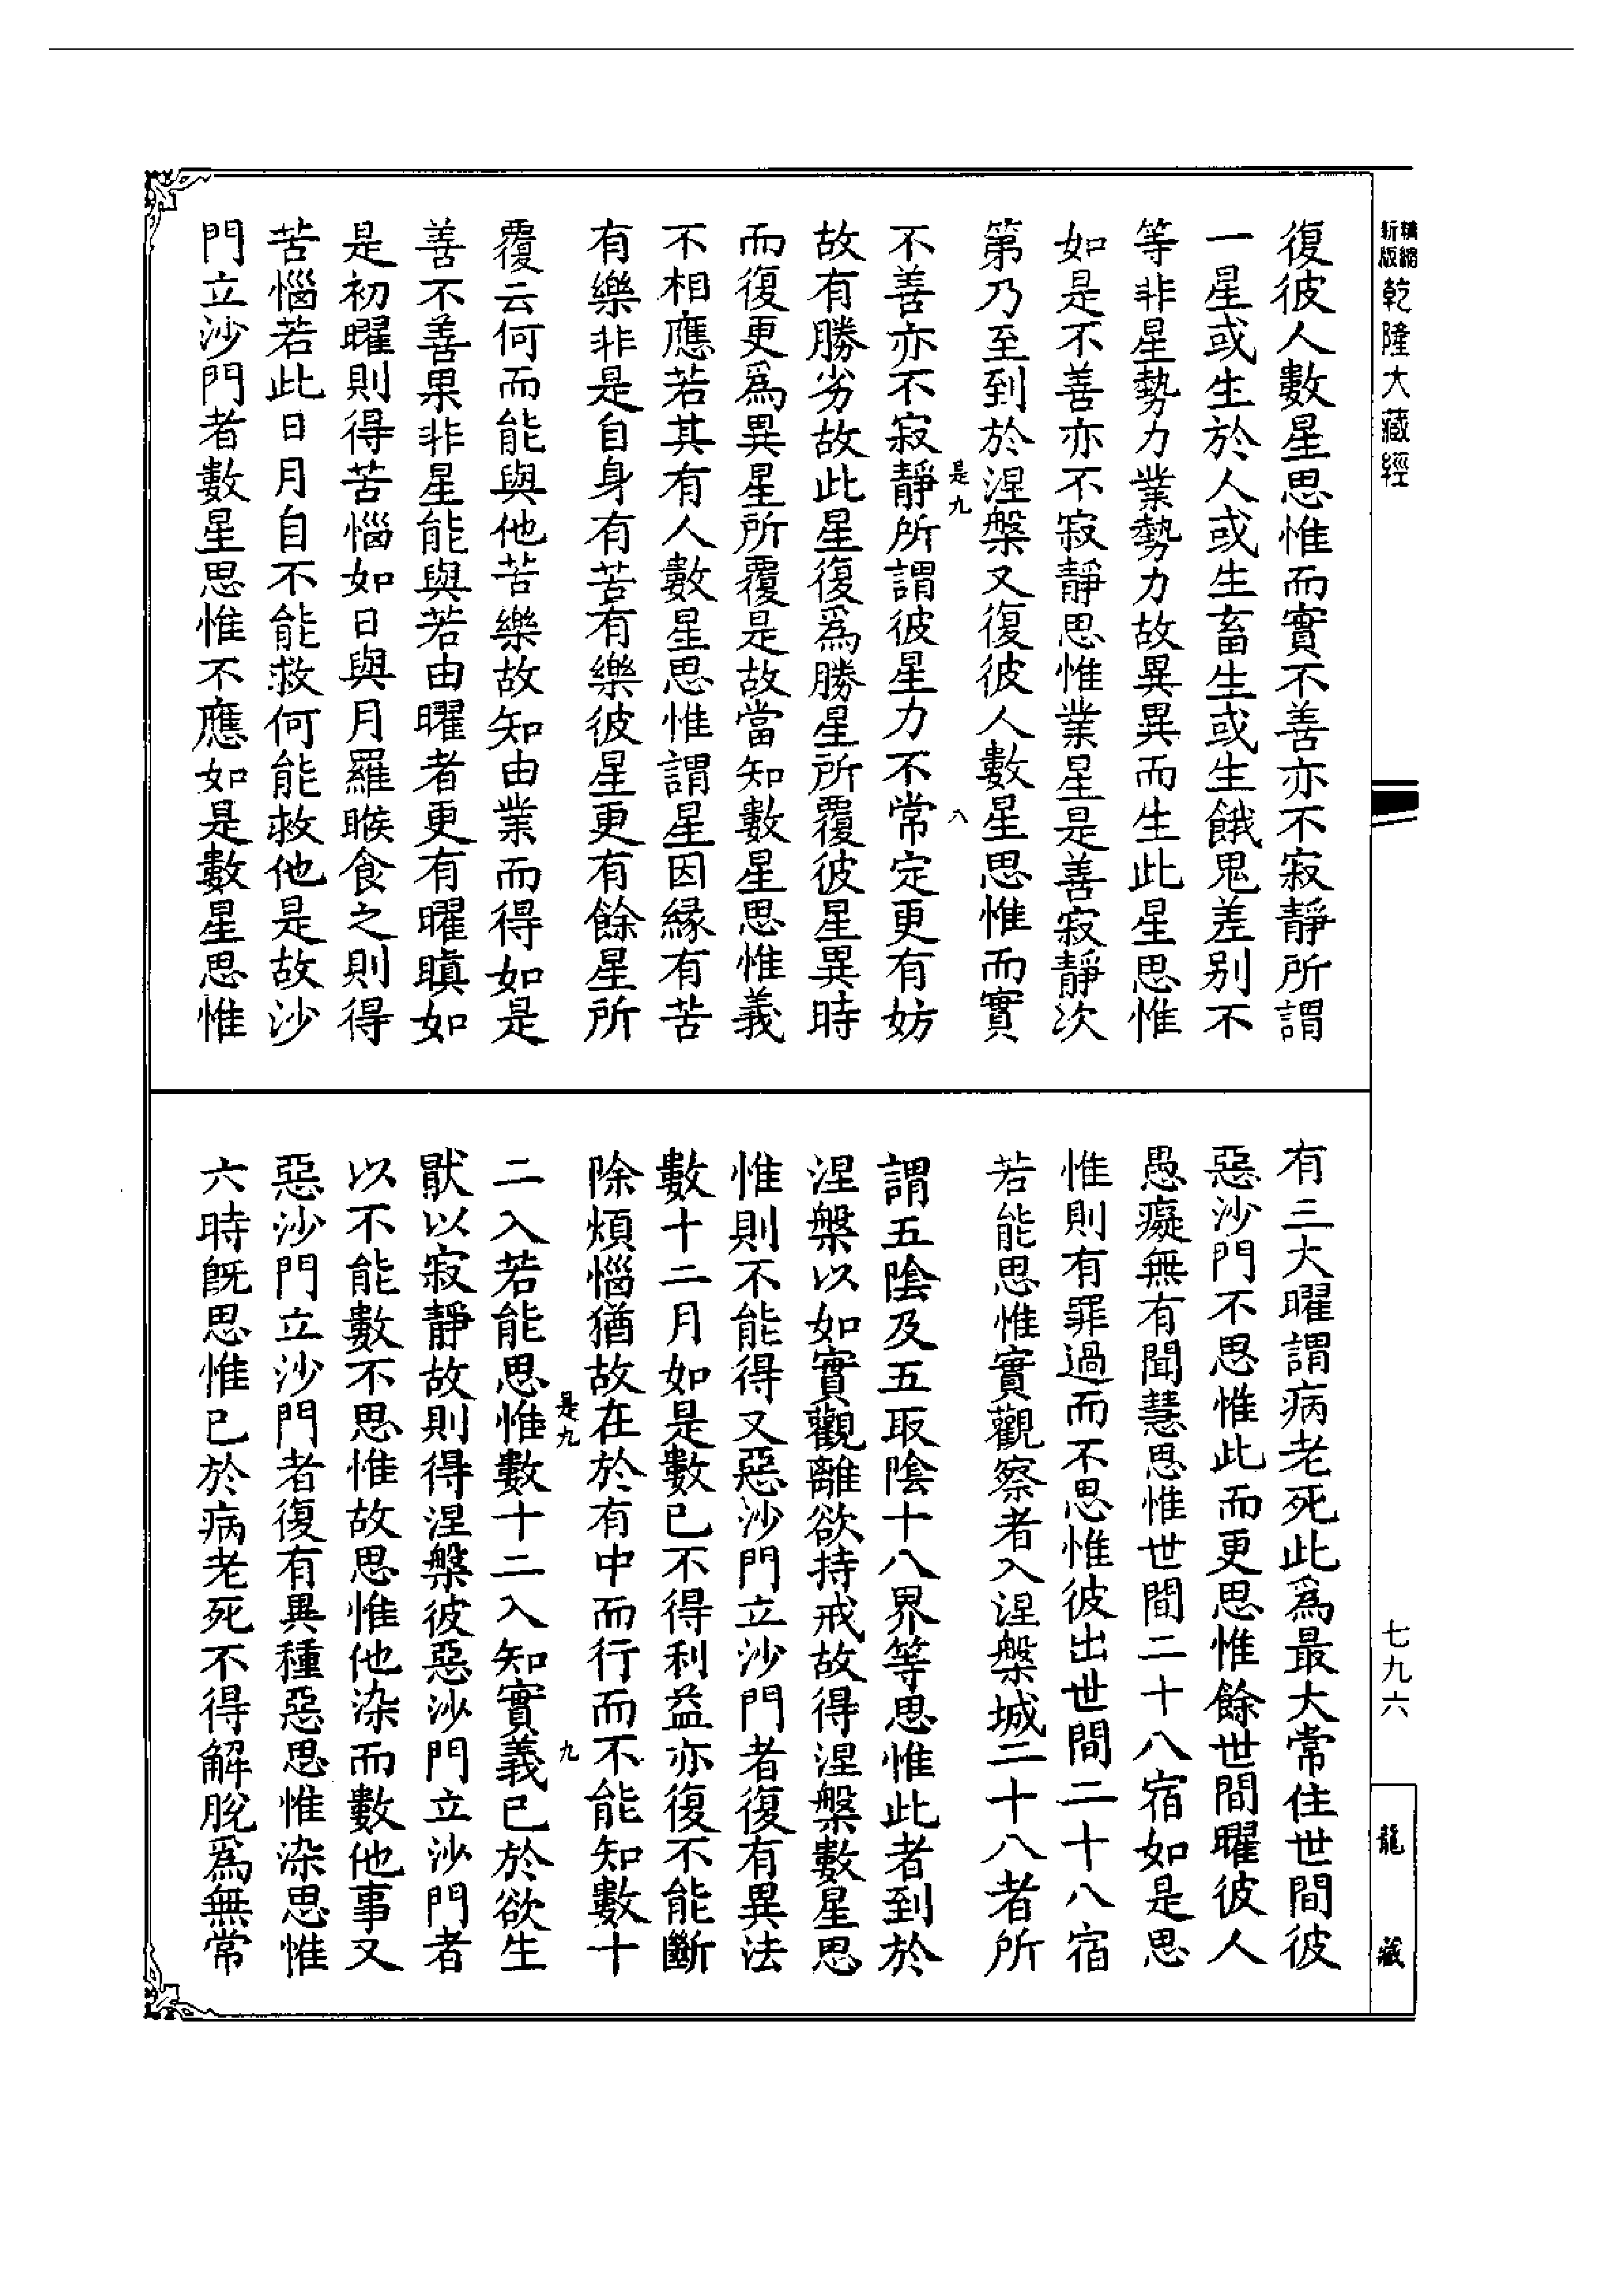 精縮
新版
乾隆大藏經
七九六
龍藏
復彼人數星思惟而實不善亦不寂靜所謂
一星或生於人或生畜生或生餓鬼差别不
等非星勢力業勢力故異異而生此星思惟
如是不善亦不寂靜思惟業星是善寂靜次
第乃至到於涅槃又復彼人數星思惟而實
是九
八
不善亦不寂靜所謂彼星力不常定更有妨
故有勝劣故此星復爲勝星所覆彼星異時
而復更爲異星所覆是故當知數星思惟義
不相應若其有人數星思惟謂星因緣有苦
有樂非是自身有苦有樂彼星更有餘星所
覆云何而能與他苦樂故知由業而得如是
善不善果非星能與若由曜者更有曜瞋如
是初曜則得苦惱如日與月羅睺食之則得
苦惱若此日月自不能救何能救他是故沙
門立沙門者數星思惟不應如是數星思惟
有三大曜謂病老死此爲最大常住世間彼
惡沙門不思惟此而更思惟餘世間曜彼人
愚癡無有聞慧思惟世間二十八宿如是思
惟則有罪過而不思惟彼出世間二十八宿
若能思惟實觀察者入涅槃城二十八者所
謂五陰及五取陰十八界等思惟此者到於
涅槃以如實觀離欲持戒故得涅槃數星思
惟則不能得又惡沙門立沙門者復有異法
數十二月如是數已不得利益亦復不能斷
除煩惱猶故在於有中而行而不能知數十
是九
九
二入若能思惟數十二入知實義已於欲生
猒以寂靜故則得涅槃彼惡沙門立沙門者
以不能數不思惟故思惟他染而數他事又
惡沙門立沙門者復有異種惡思惟染思惟
六時旣思惟已於病老死不得解脫爲無常